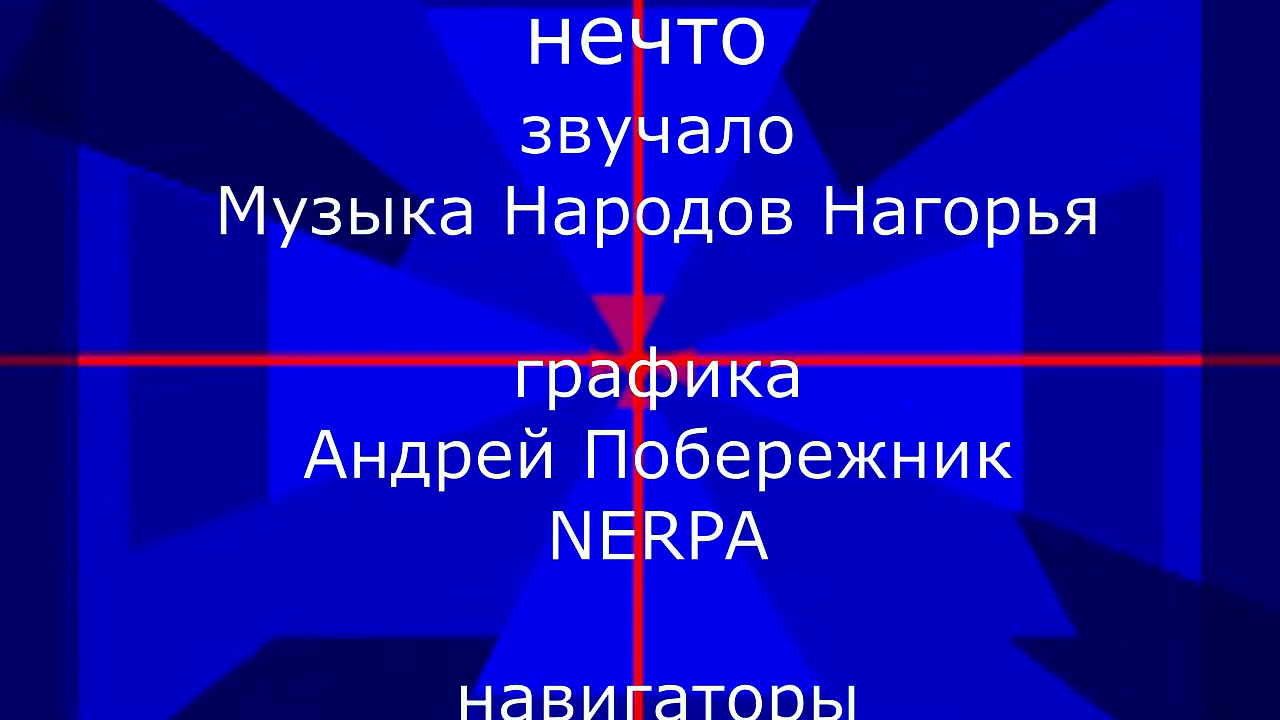 нечто
звучало
Музыка Народов Нагорья
графика
Андрей Побережник
NERPA
навигаторы